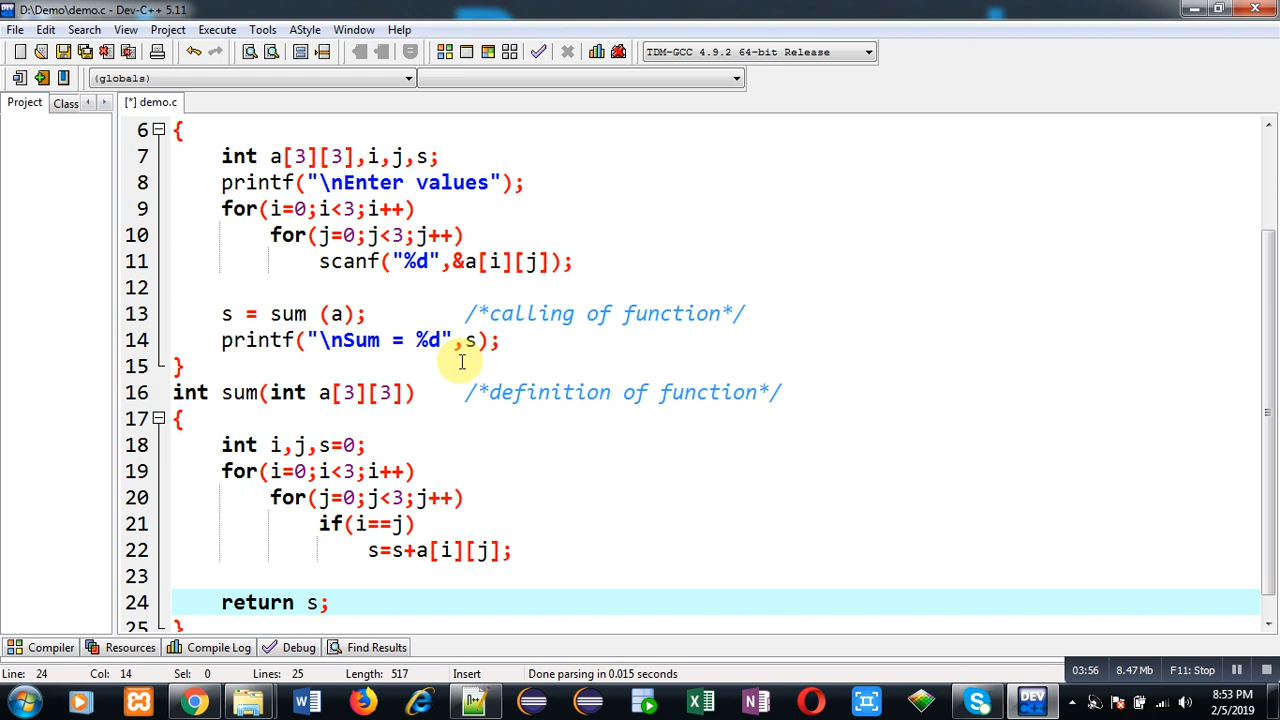 D:\Demo\demo.c - Dev-C++ 5.11
File Edit Search View Project Execute Tools AStyle Window Help
TDM-GCC 4.9.2 64-bit Release
(globals)
Project Class [*] demo.c
6 {
7 int a[3][3],i,j,s;
8 printf("\nEnter values");
9 for(i=0;i<3;i++)
10 for(j=0;j<3;j++)
11 scanf("%d",&a[i][j]);
12
13 s = sum (a); /*calling of function*/
14 printf("\nSum = %d",s);
15 }
16 int sum(int a[3][3]) /*definition of function*/
17 {
18 int i,j,s=0;
19 for(i=0;i<3;i++)
20 for(j=0;j<3;j++)
21 if(i==j)
22 s=s+a[i][j];
23
24 return s;
25 }
Compiler Resources Compile Log Debug Find Results
Line: 24 Col: 14 Sel: 0 Lines: 25 Length: 517 Insert Done parsing in 0.015 seconds
03:56 8.47 Mb F11: Stop
8:53 PM
2/5/2019